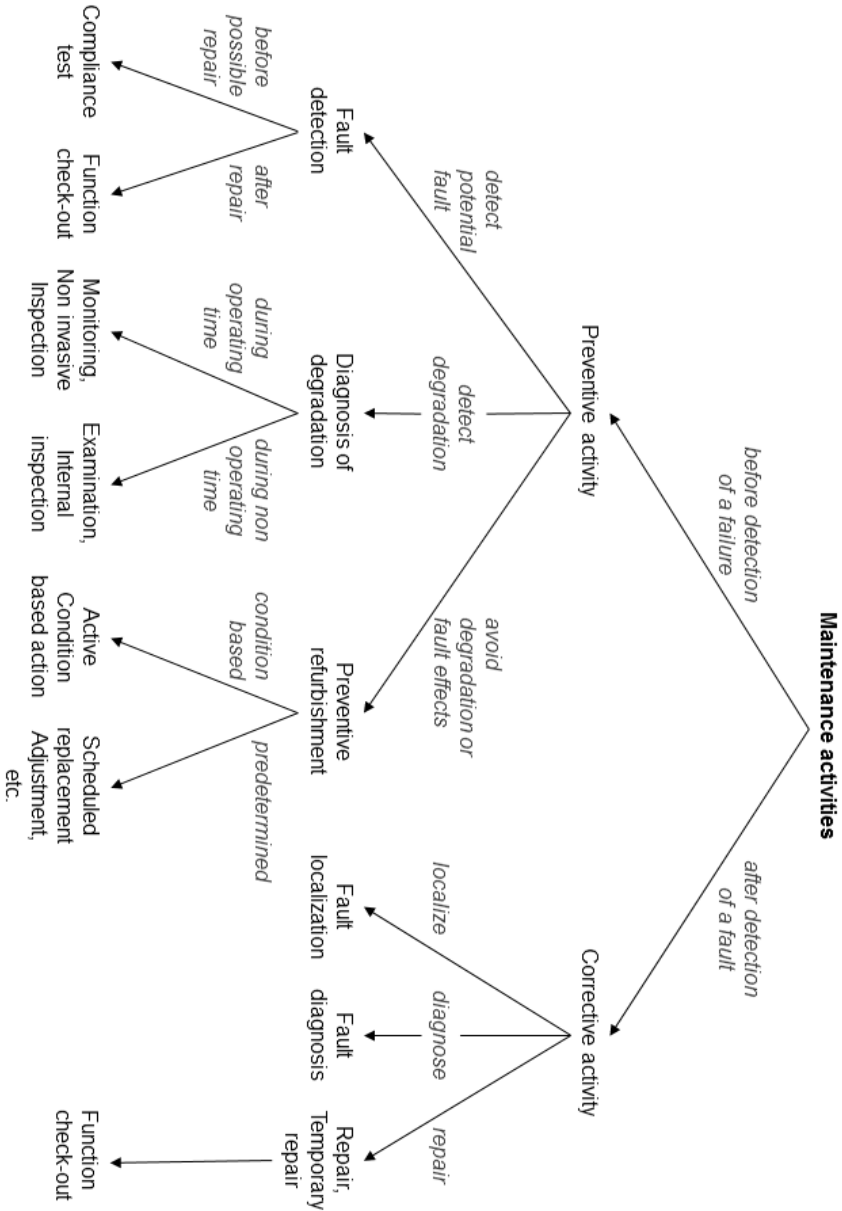 Maintenance activities
before detection
of a failure
after detection
of a fault
Preventive activity
Corrective activity
detect
potential
fault
detect
degradation
avoid
degradation or
fault effects
localize
diagnose
repair
Fault
detection
Diagnosis of
degradation
Preventive
refurbishment
Fault
localization
Fault
diagnosis
Repair,
Temporary
repair
before
possible
repair
after
repair
during
operating
time
during non
operating
time
condition
based
predetermined
Compliance
test
Function
check-out
Monitoring,
Non invasive
Inspection
Examination,
Internal
inspection
Active
Condition
based action
Scheduled
replacement
Adjustment,
etc.
Function
check-out